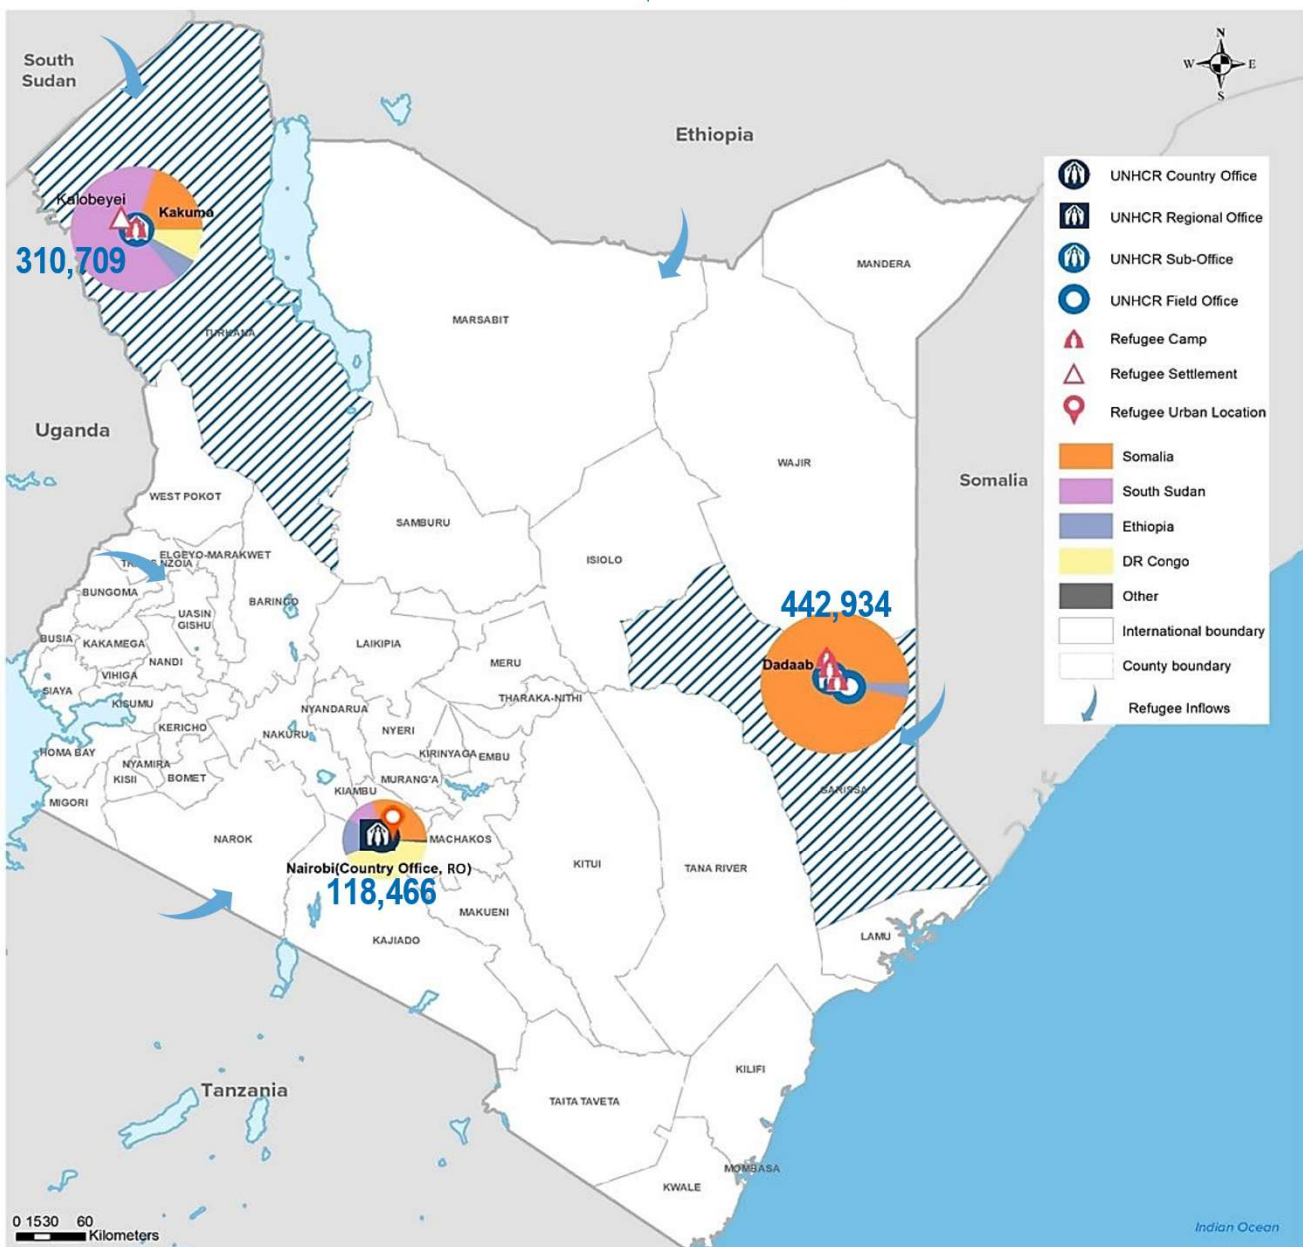 South
Sudan
Ethiopia
N
W
E
S
Kalobeyei
Kakuma
310,709
TURKANA
MARSABIT
MANDERA
UNHCR Country Office
UNHCR Regional Office
UNHCR Sub-Office
UNHCR Field Office
Refugee Camp
Refugee Settlement
Refugee Urban Location
Somalia
South Sudan
Ethiopia
DR Congo
Other
International boundary
County boundary
Refugee Inflows
Uganda
WAJIR
Somalia
WEST POKOT
SAMBURU
ISIOLO
ELGEYO-MARAKWET
NZOIA
BUNGOMA
BARINGO
UASIN
GISHU
442,934
BUSIA
KAKAMEGA
LAIKIPIA
NANDI
MERU
Dadaab
VIHIGA
SIAYA
KISUMU
THARAKA-NITHI
NYANDARUA
KERICHO
NYERI
NAKURU
HOMA BAY
KIRINYAGA
EMBU
NYAMIRA
KISII
BOMET
MURANG'A
KIAMBU
GARISSA
MIGORI
NAROK
MACHAKOS
Nairobi(Country Office, RO)
118,466
KITUI
TANA RIVER
MAKUENI
KAJIADO
LAMU
Tanzania
KILIFI
TAITA TAVETA
MOMBASA
KWALE
0 1530 60
Kilometers
Indian Ocean